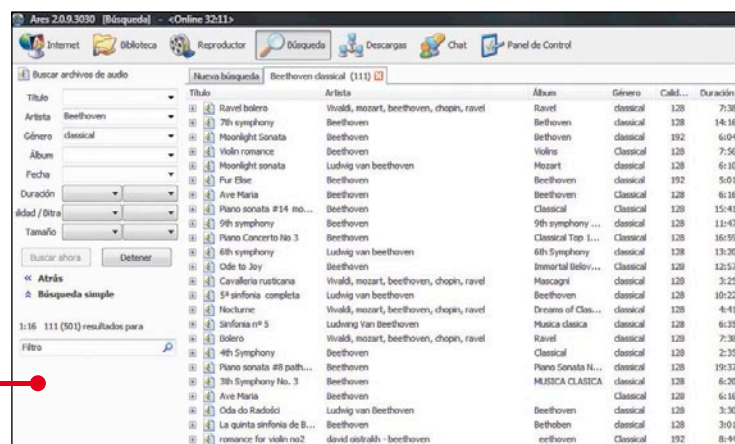 Ares 2.0.9.3030 [Búsqueda] - <Online 32:11>
Internet Biblioteca Reproductor Búsqueda Descargas Chat Panel de Control
Buscar archivos de audio
Título
Artista Beethoven
Género classical
Álbum
Fecha
Duración
Tamaño
Buscar ahora Detener
Atrás
Búsqueda simple
1:16 111 (501) resultados para
Filtro
Nueva búsqueda Beethoven classical (111)
Título Artista Álbum Género Calid... Duración
Ravel bolero Vivaldi, mozart, beethoven, chopin, ravel Ravel classical 128 7:38
7th symphony Beethoven Bethoven classical 128 14:16
Moonlight Sonata Beethoven Bethoven classical 192 6:04
Violin romance Beethoven Violins Classical 128 7:56
Moonlight sonata Ludwig van beethoven Mozart classical 128 6:10
Fur Elise Beethoven Beethoven classical 192 5:01
Ave Maria Beethoven Beethoven Classical 128 6:16
Piano sonata #14 mo... Beethoven Classical Classical 128 15:41
9th symphony Beethoven 9th symphony ... Classical 128 11:47
Piano Concerto No 3 Beethoven Classical Top 1... Classical 128 16:59
6th symphony Ludwig van beethoven 6th Symphony Classical 128 13:20
Ode to Joy Beethoven Immortal Belov... Classical 128 12:57
Cavalleria rusticana Vivaldi, mozart, beethoven, chopin, ravel Mascagni classical 128 3:25
5ª sinfonia completa Ludwig van beethoven Beethoven classical 128 10:22
Nocturne Vivaldi, mozart, beethoven, chopin, ravel Dreams of Clas... classical 128 4:41
Sinfonia nº 5 Ludwing Van Beethoven Musica clasica classical 128 6:35
Bolero Vivaldi, mozart, beethoven, chopin, ravel Ravel classical 128 7:38
4th Symphony Beethoven Classical classical 128 2:35
Piano sonata #8 path... Beethoven Piano Sonata N... classical 128 19:37
3th Symphony No. 3 Beethoven MUSICA CLASICA classical 128 6:20
Ave Maria Beethoven Classical 128 6:16
Oda do Radości Ludwig van Beethoven Beethoven classical 128 3:30
La quinta sinfonia de B... Beethoven Bethoben classical 128 3:01
romance for violin no2 david oistrakh - beethoven eethoven Classical 192 8:44